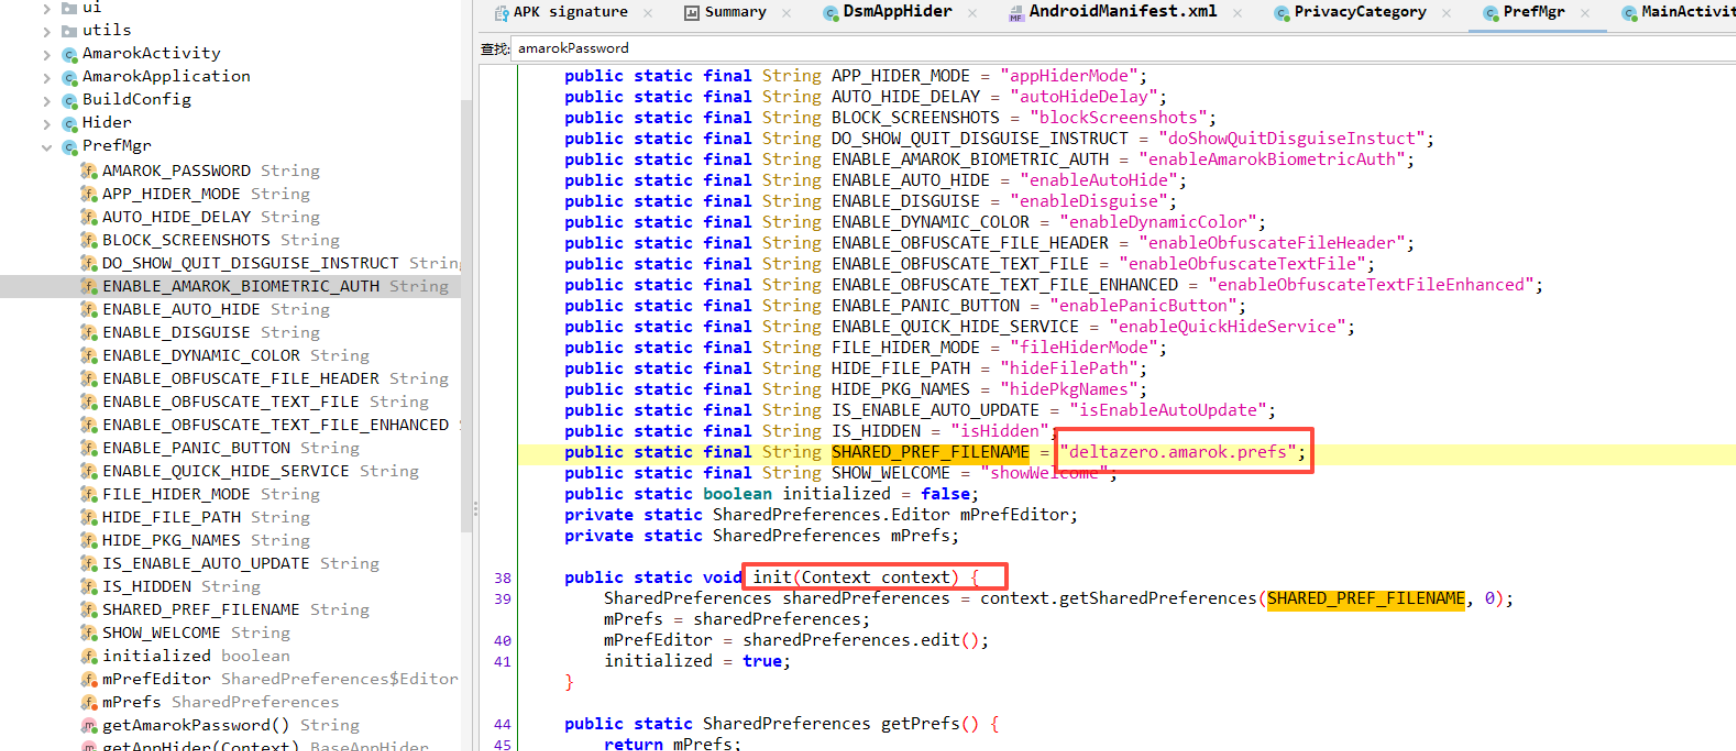 ui
utils
AmarokActivity
AmarokApplication
BuildConfig
Hider
PrefMgr
AMAROK_PASSWORD String
APP_HIDER_MODE String
AUTO_HIDE_DELAY String
BLOCK_SCREENSHOTS String
DO_SHOW_QUIT_DISGUISE_INSTRUCT String
ENABLE_AMAROK_BIOMETRIC_AUTH String
ENABLE_AUTO_HIDE String
ENABLE_DISGUISE String
ENABLE_DYNAMIC_COLOR String
ENABLE_OBFUSCATE_FILE_HEADER String
ENABLE_OBFUSCATE_TEXT_FILE String
ENABLE_OBFUSCATE_TEXT_FILE_ENHANCED
ENABLE_PANIC_BUTTON String
ENABLE_QUICK_HIDE_SERVICE String
FILE_HIDER_MODE String
HIDE_FILE_PATH String
HIDE_PKG_NAMES String
IS_ENABLE_AUTO_UPDATE String
IS_HIDDEN String
SHARED_PREF_FILENAME String
SHOW_WELCOME String
initialized boolean
mPrefEditor SharedPreferences$Editor
mPrefs SharedPreferences
getAmarokPassword() String
getAppHider(Context) BaseAppHider
APK signature Summary DsmAppHider AndroidManifest.xml PrivacyCategory PrefMgr MainActivit
查找: amarokPassword
public static final String APP_HIDER_MODE = "appHiderMode";
public static final String AUTO_HIDE_DELAY = "autoHideDelay";
public static final String BLOCK_SCREENSHOTS = "blockScreenshots";
public static final String DO_SHOW_QUIT_DISGUISE_INSTRUCT = "doShowQuitDisguiseInstuct";
public static final String ENABLE_AMAROK_BIOMETRIC_AUTH = "enableAmarokBiometricAuth";
public static final String ENABLE_AUTO_HIDE = "enableAutoHide";
public static final String ENABLE_DISGUISE = "enableDisguise";
public static final String ENABLE_DYNAMIC_COLOR = "enableDynamicColor";
public static final String ENABLE_OBFUSCATE_FILE_HEADER = "enableObfuscateFileHeader";
public static final String ENABLE_OBFUSCATE_TEXT_FILE = "enableObfuscateTextFile";
public static final String ENABLE_OBFUSCATE_TEXT_FILE_ENHANCED = "enableObfuscateTextFileEnhanced";
public static final String ENABLE_PANIC_BUTTON = "enablePanicButton";
public static final String ENABLE_QUICK_HIDE_SERVICE = "enableQuickHideService";
public static final String FILE_HIDER_MODE = "fileHiderMode";
public static final String HIDE_FILE_PATH = "hideFilePath";
public static final String HIDE_PKG_NAMES = "hidePkgNames";
public static final String IS_ENABLE_AUTO_UPDATE = "isEnableAutoUpdate";
public static final String IS_HIDDEN = "isHidden";
public static final String SHARED_PREF_FILENAME = "deltazero.amarok.prefs";
public static final String SHOW_WELCOME = "showWelcome";
public static boolean initialized = false;
private static SharedPreferences.Editor mPrefEditor;
private static SharedPreferences mPrefs;
38 public static void init(Context context) {
39 SharedPreferences sharedPreferences = context.getSharedPreferences(SHARED_PREF_FILENAME, 0);
mPrefs = sharedPreferences;
40 mPrefEditor = sharedPreferences.edit();
41 initialized = true;
}
44 public static SharedPreferences getPrefs() {
45 return mPrefs;